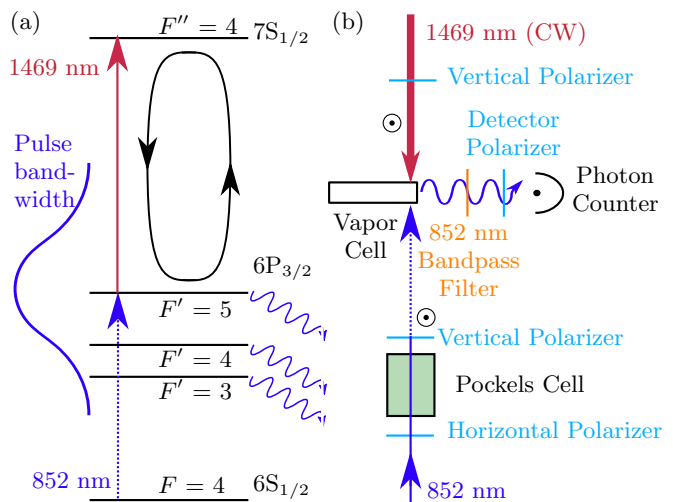 (a)
F'' = 4
7S1/2
1469 nm
Pulse
band-
width
6P3/2
F' = 5
F' = 4
F' = 3
852 nm
F = 4
6S1/2
(b)
1469 nm (CW)
Vertical Polarizer
Detector
Polarizer
Photon
Counter
Vapor
Cell
852 nm
Bandpass
Filter
Vertical Polarizer
Pockels Cell
Horizontal Polarizer
852 nm